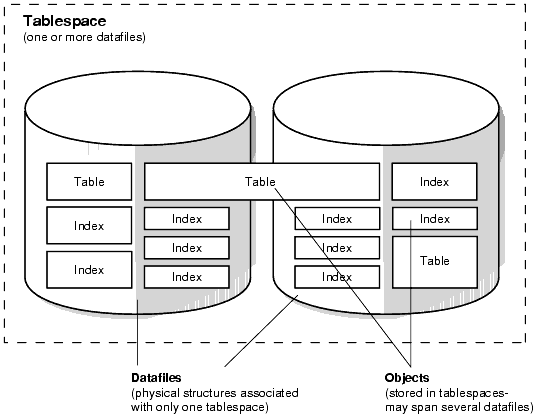 Tablespace
(one or more datafiles)
Table
Table
Index
Index
Index
Index
Index
Index
Index
Index
Table
Index
Index
Index
Datafiles
(physical structures associated
with only one tablespace)
Objects
(stored in tablespaces-
may span several datafiles)